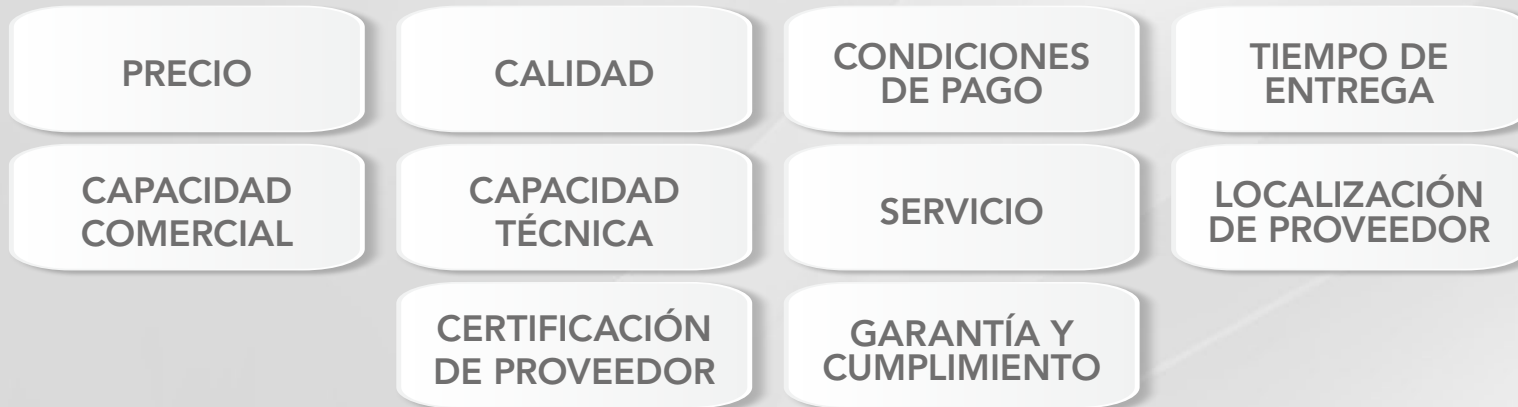 PRECIO
CALIDAD
CONDICIONES
DE PAGO
TIEMPO DE
ENTREGA
CAPACIDAD
COMERCIAL
CAPACIDAD
TÉCNICA
SERVICIO
LOCALIZACIÓN
DE PROVEEDOR
CERTIFICACIÓN
DE PROVEEDOR
GARANTÍA Y
CUMPLIMIENTO